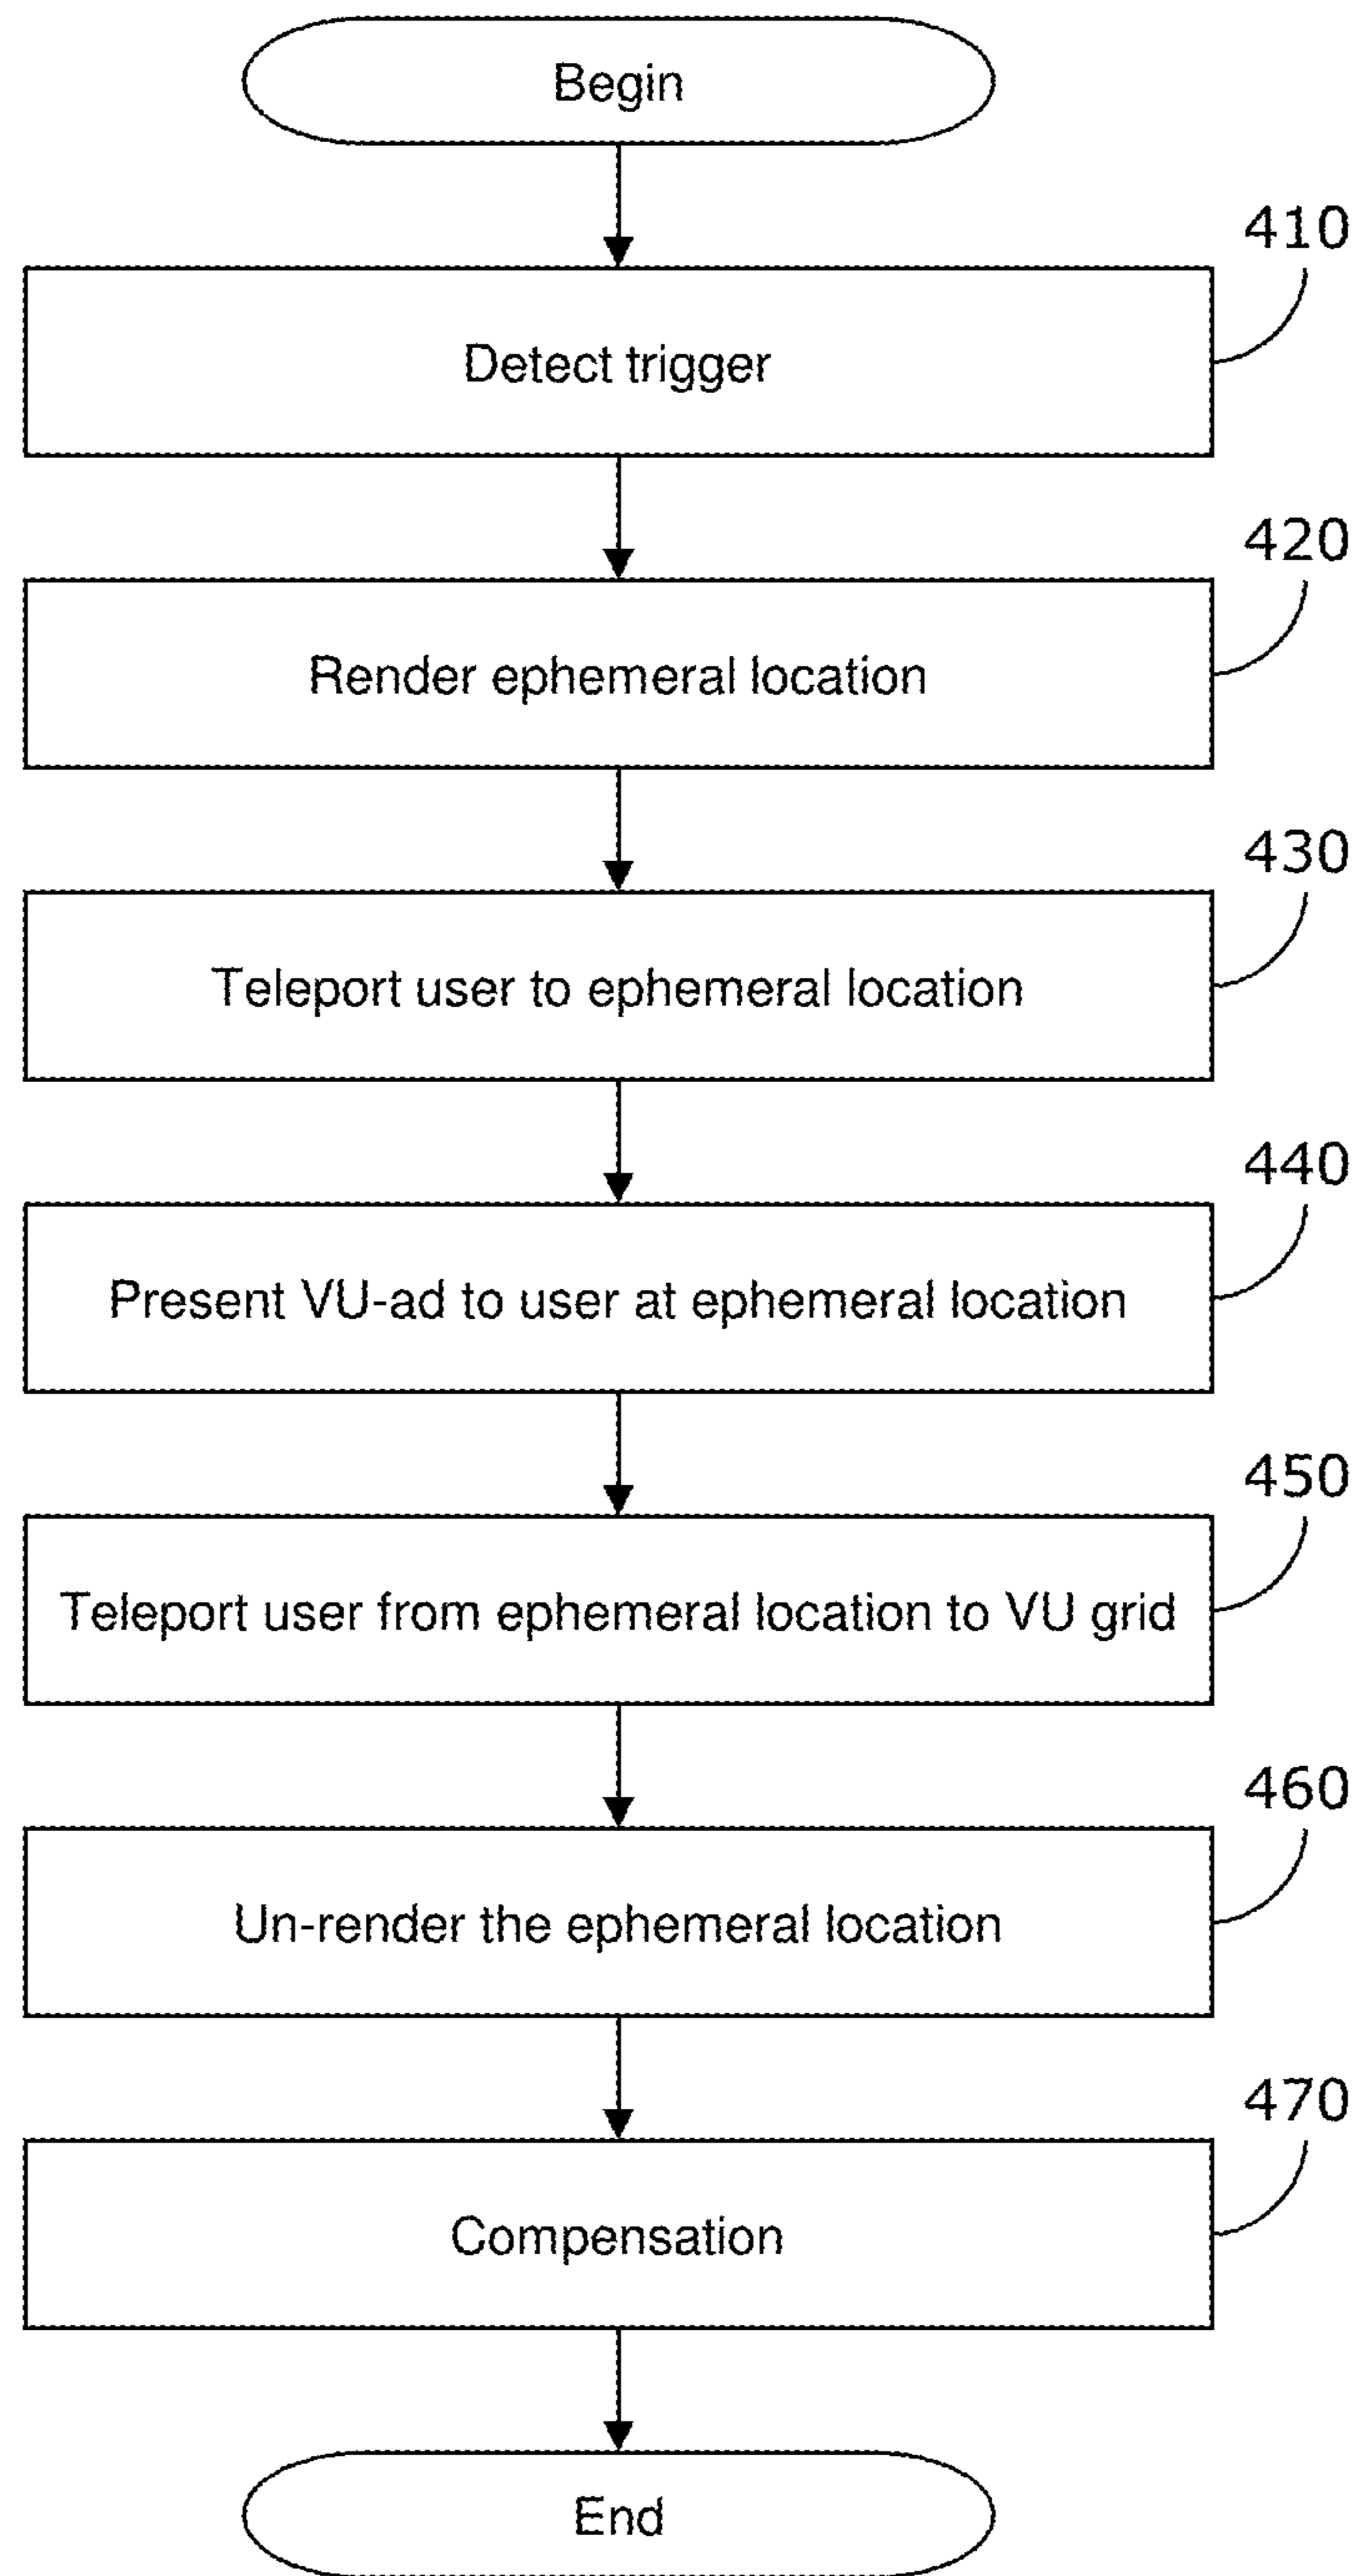 Begin
410
Detect trigger
420
Render ephemeral location
430
Teleport user to ephemeral location
440
Present VU-ad to user at ephemeral location
450
Teleport user from ephemeral location to VU grid
460
Un-render the ephemeral location
470
Compensation
End